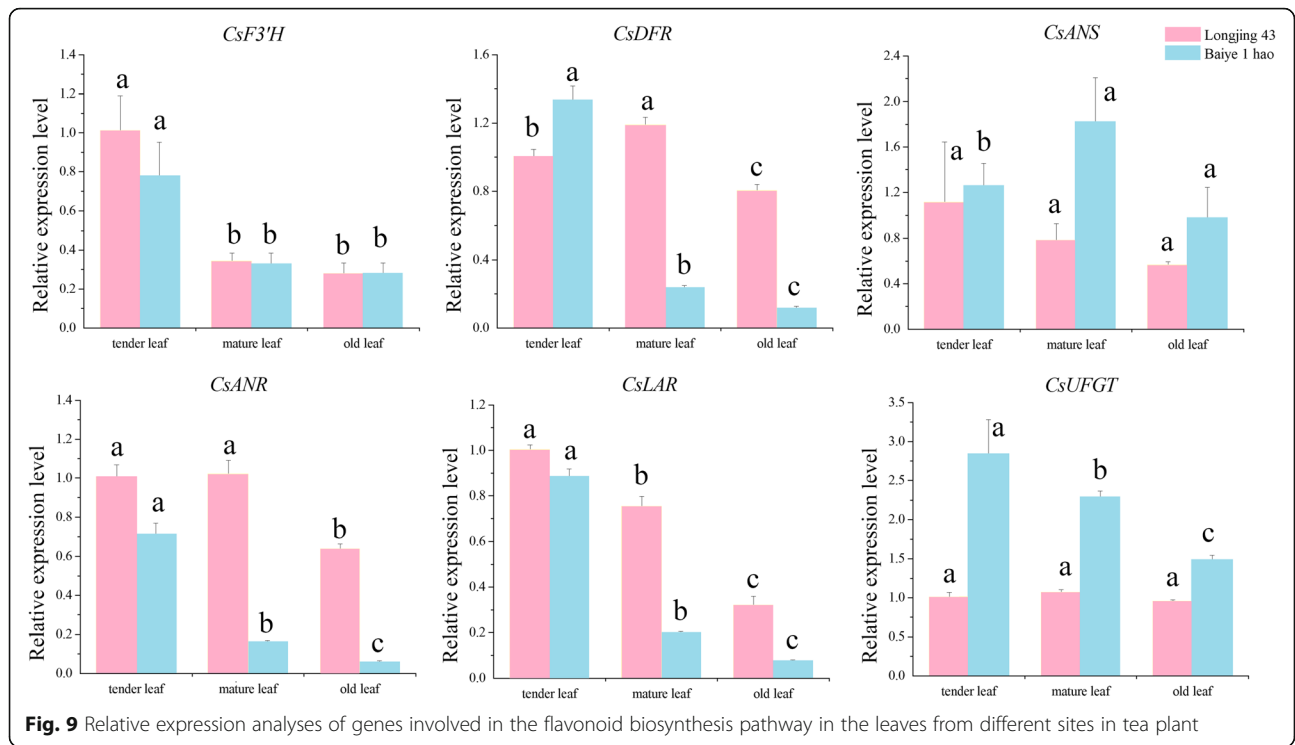 CsF3'H
1.4
1.2
1.0
0.8
0.6
0.4
0.2
0.0
Relative expression level
a
a
b
b
b
b
tender leaf
mature leaf
old leaf
CsDFR
1.6
1.2
0.8
0.4
0.0
Relative expression level
b
a
a
b
c
c
tender leaf
mature leaf
old leaf
CsANS
Longjing 43
Baiye 1 hao
2.4
2.0
1.6
1.2
0.8
0.4
0.0
Relative expression level
a
b
a
a
a
a
tender leaf
mature leaf
old leaf
CsANR
1.4
1.2
1.0
0.8
0.6
0.4
0.2
0.0
Relative expression level
a
a
a
b
b
c
tender leaf
mature leaf
old leaf
CsLAR
1.2
1.0
0.8
0.6
0.4
0.2
0.0
Relative expression level
a
a
b
b
c
c
tender leaf
mature leaf
old leaf
CsUFGT
3.5
3.0
2.5
2.0
1.5
1.0
0.5
0.0
Relative expression level
a
a
a
b
a
c
tender leaf
mature leaf
old leaf
Fig. 9 Relative expression analyses of genes involved in the flavonoid biosynthesis pathway in the leaves from different sites in tea plant